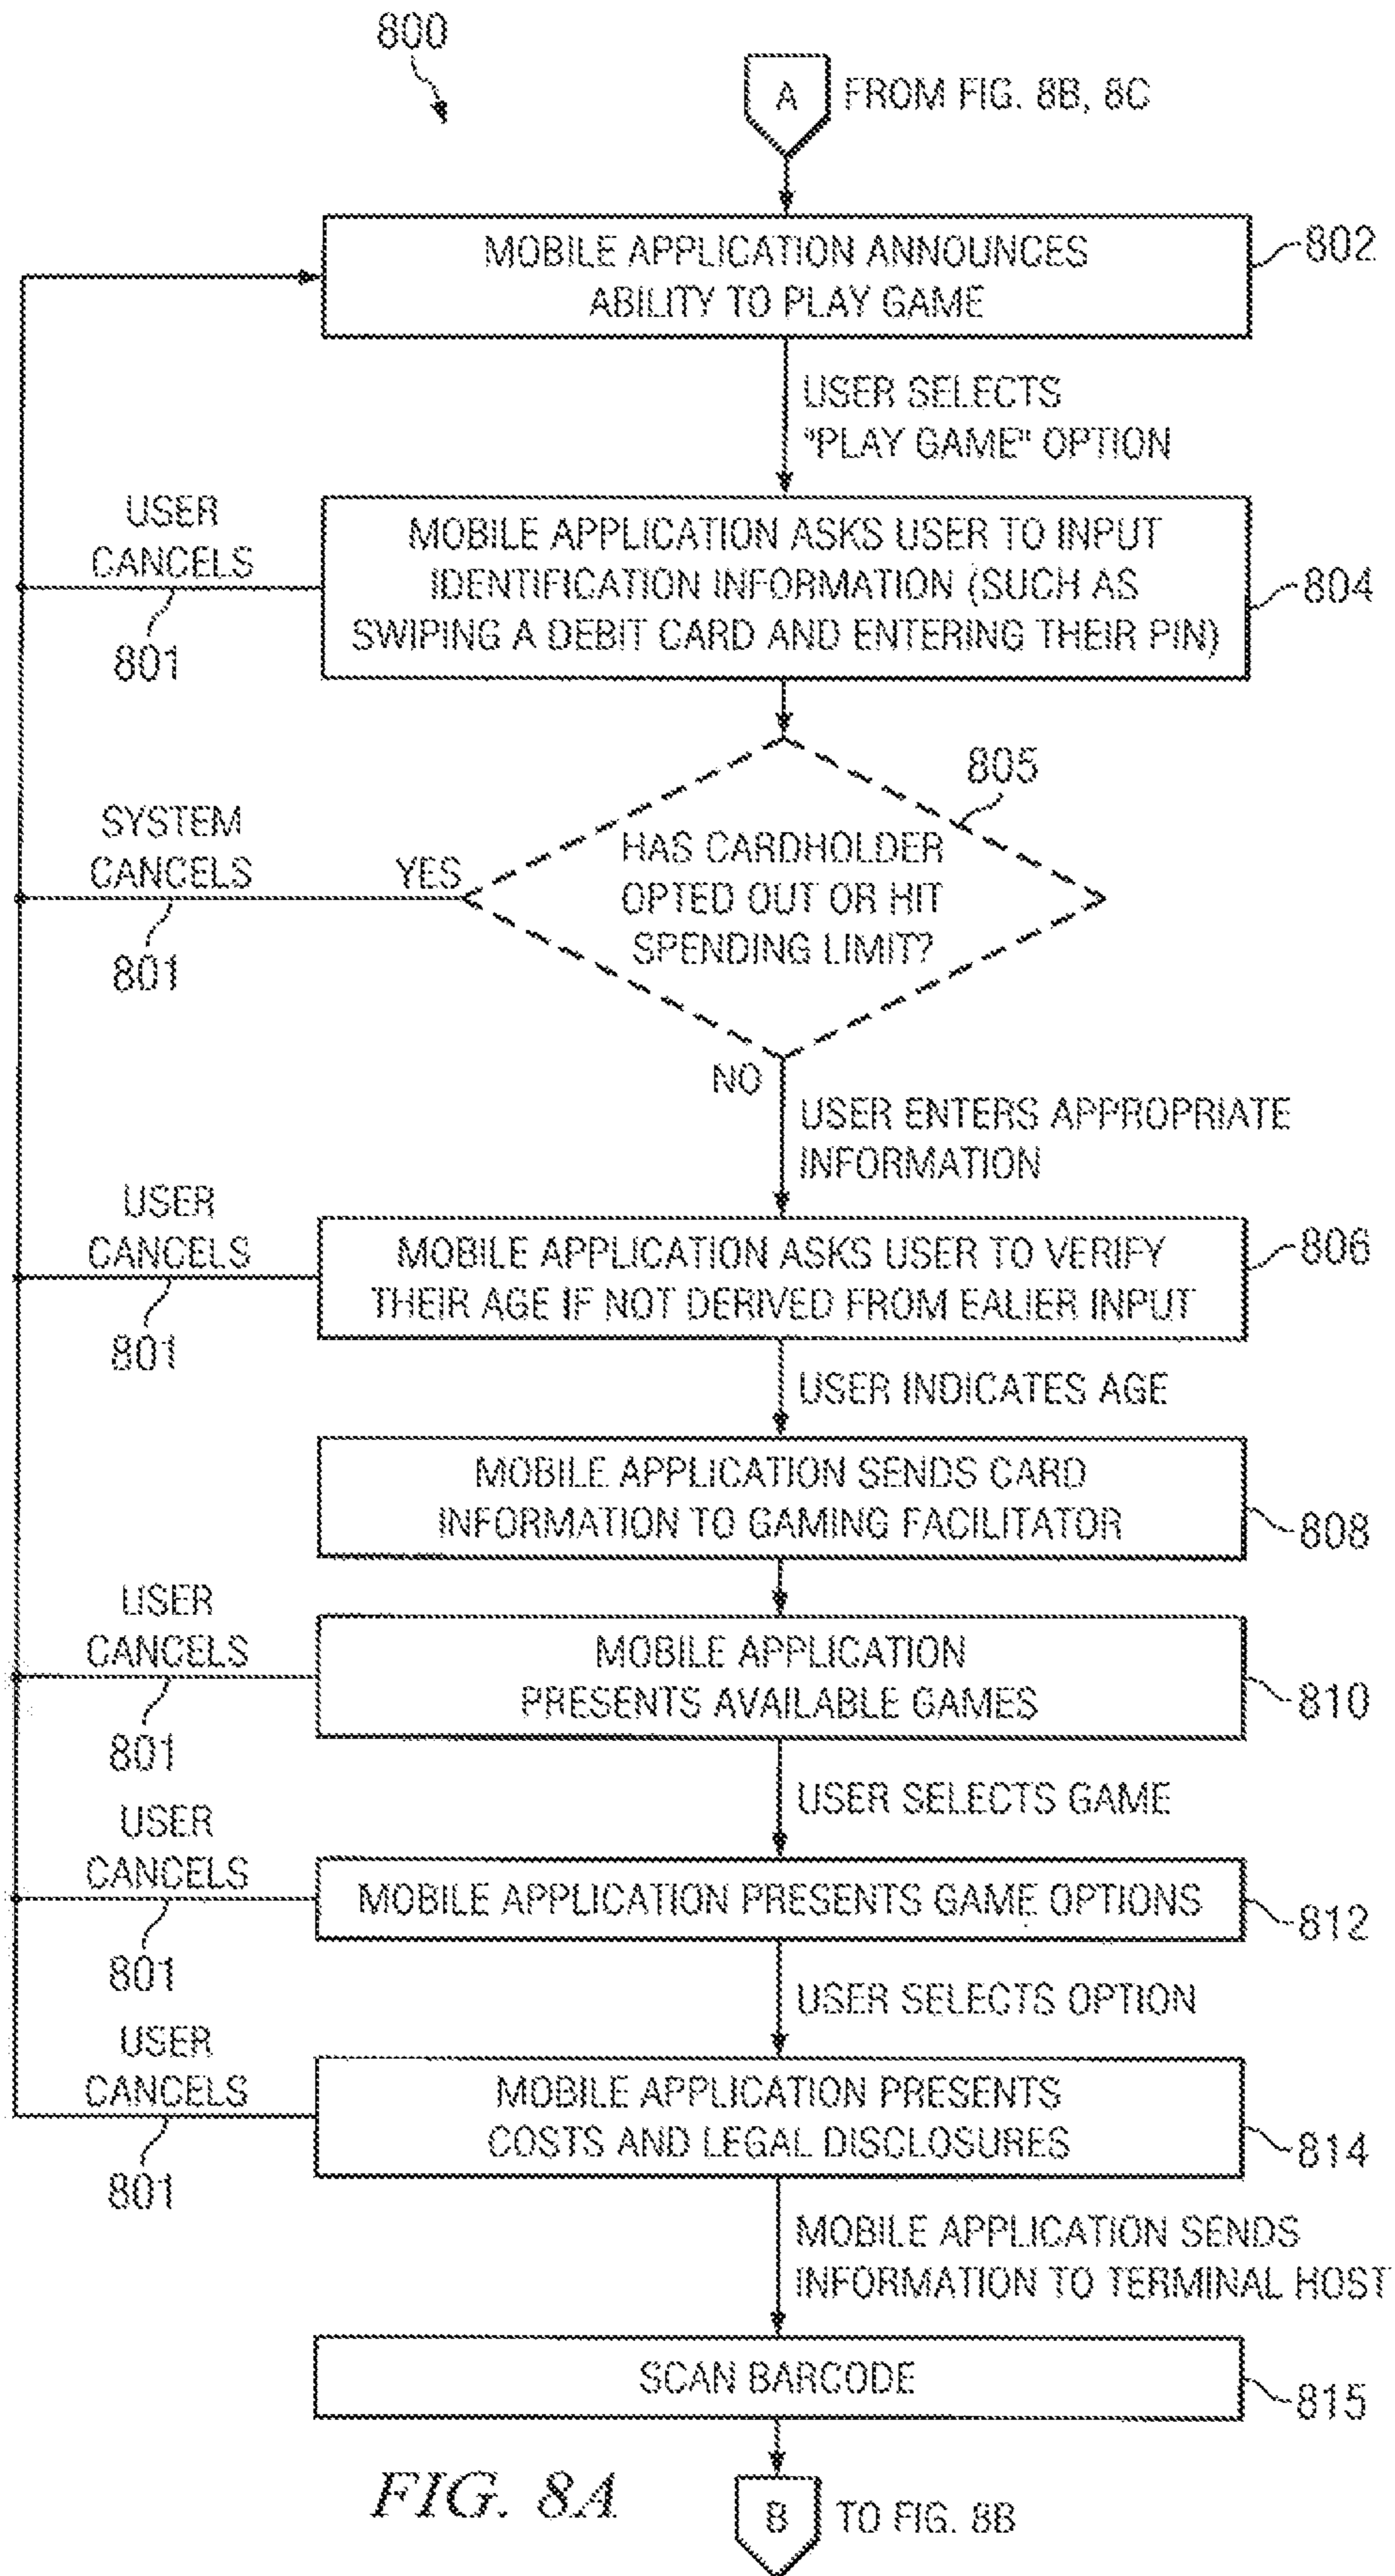 800
A FROM FIG. 8B, 8C
MOBILE APPLICATION ANNOUNCES
ABILITY TO PLAY GAME
802
USER SELECTS
"PLAY GAME" OPTION
USER
CANCELS
801
MOBILE APPLICATION ASKS USER TO INPUT
IDENTIFICATION INFORMATION (SUCH AS
SWIPING A DEBIT CARD AND ENTERING THEIR PIN)
804
805
SYSTEM
CANCELS
801
YES
HAS CARDHOLDER
OPTED OUT OR HIT
SPENDING LIMIT?
NO
USER ENTERS APPROPRIATE
INFORMATION
USER
CANCELS
801
MOBILE APPLICATION ASKS USER TO VERIFY
THEIR AGE IF NOT DERIVED FROM EALIER INPUT
806
USER INDICATES AGE
MOBILE APPLICATION SENDS CARD
INFORMATION TO GAMING FACILITATOR
808
USER
CANCELS
801
MOBILE APPLICATION
PRESENTS AVAILABLE GAMES
810
USER SELECTS GAME
USER
CANCELS
801
MOBILE APPLICATION PRESENTS GAME OPTIONS
812
USER SELECTS OPTION
USER
CANCELS
801
MOBILE APPLICATION PRESENTS
COSTS AND LEGAL DISCLOSURES
814
MOBILE APPLICATION SENDS
INFORMATION TO TERMINAL HOST
SCAN BARCODE
815
FIG. 8A
B TO FIG. 8B